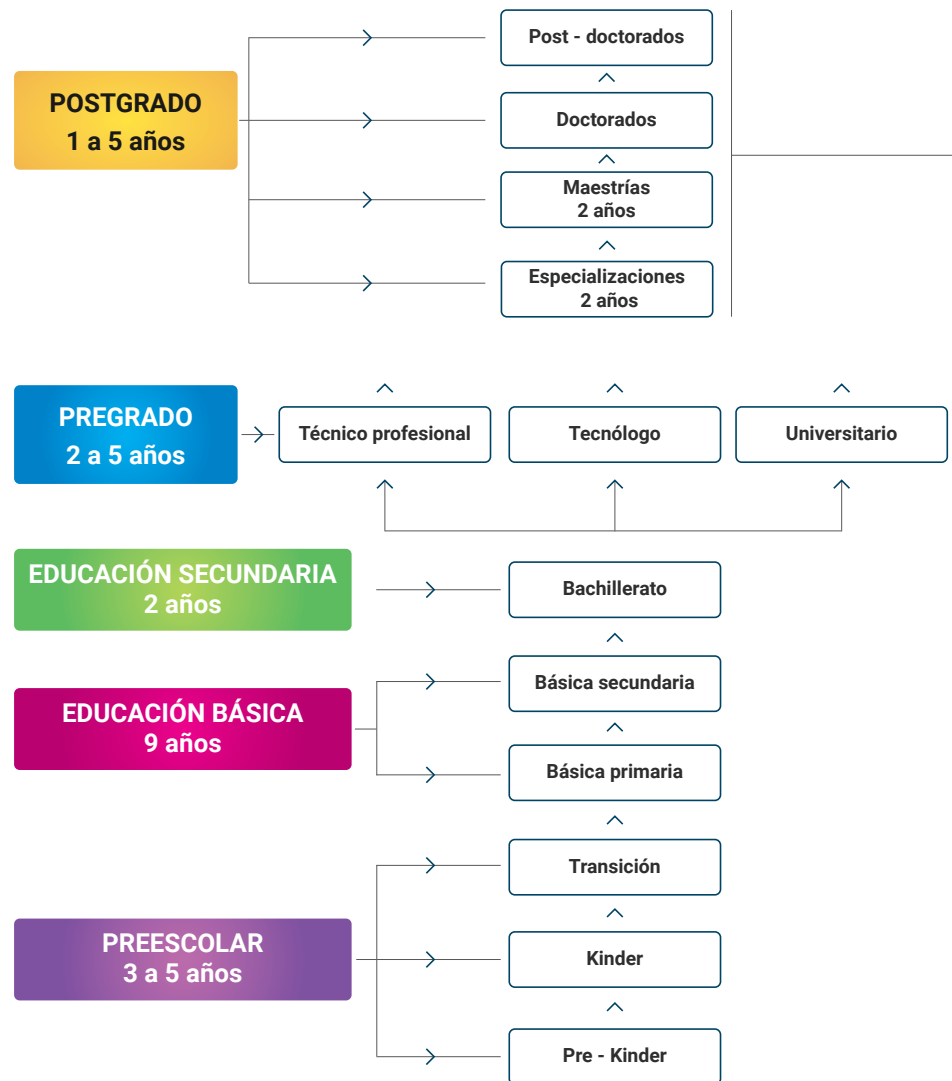 Post - doctorados
POSTGRADO
1 a 5 años
Doctorados
Maestrías
2 años
Especializaciones
2 años
PREGRADO
2 a 5 años
Técnico profesional
Tecnólogo
Universitario
EDUCACIÓN SECUNDARIA
2 años
Bachillerato
Básica secundaria
EDUCACIÓN BÁSICA
9 años
Básica primaria
Transición
PREESCOLAR
3 a 5 años
Kinder
Pre - Kinder